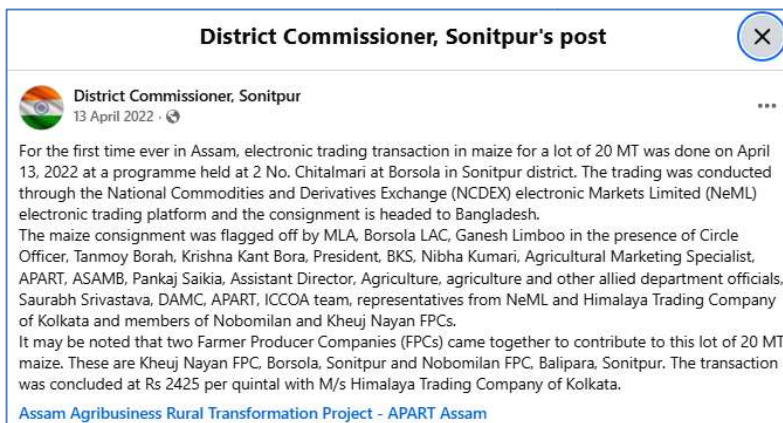 District Commissioner, Sonitpur's post
District Commissioner, Sonitpur
13 April 2022 ·
For the first time ever in Assam, electronic trading transaction in maize for a lot of 20 MT was done on April
13, 2022 at a programme held at 2 No. Chitalmari at Borsola in Sonitpur district. The trading was conducted
through the National Commodities and Derivatives Exchange (NCDEX) electronic Markets Limited (NeML)
electronic trading platform and the consignment is headed to Bangladesh.
The maize consignment was flagged off by MLA, Borsola LAC, Ganesh Limboo in the presence of Circle
Officer, Tanmoy Borah, Krishna Kant Bora, President, BKS, Nibha Kumari, Agricultural Marketing Specialist,
APART, ASAMB, Pankaj Saikia, Assistant Director, Agriculture, agriculture and other allied department officials,
Saurabh Srivastava, DAMC, APART, ICCOA team, representatives from NeML and Himalaya Trading Company
of Kolkata and members of Nobomilan and Kheuj Nayan FPCs.
It may be noted that two Farmer Producer Companies (FPCs) came together to contribute to this lot of 20 MT
maize. These are Kheuj Nayan FPC, Borsola, Sonitpur and Nobomilan FPC, Balipara, Sonitpur. The transaction
was concluded at Rs 2425 per quintal with M/s Himalaya Trading Company of Kolkata.
Assam Agribusiness Rural Transformation Project - APART Assam